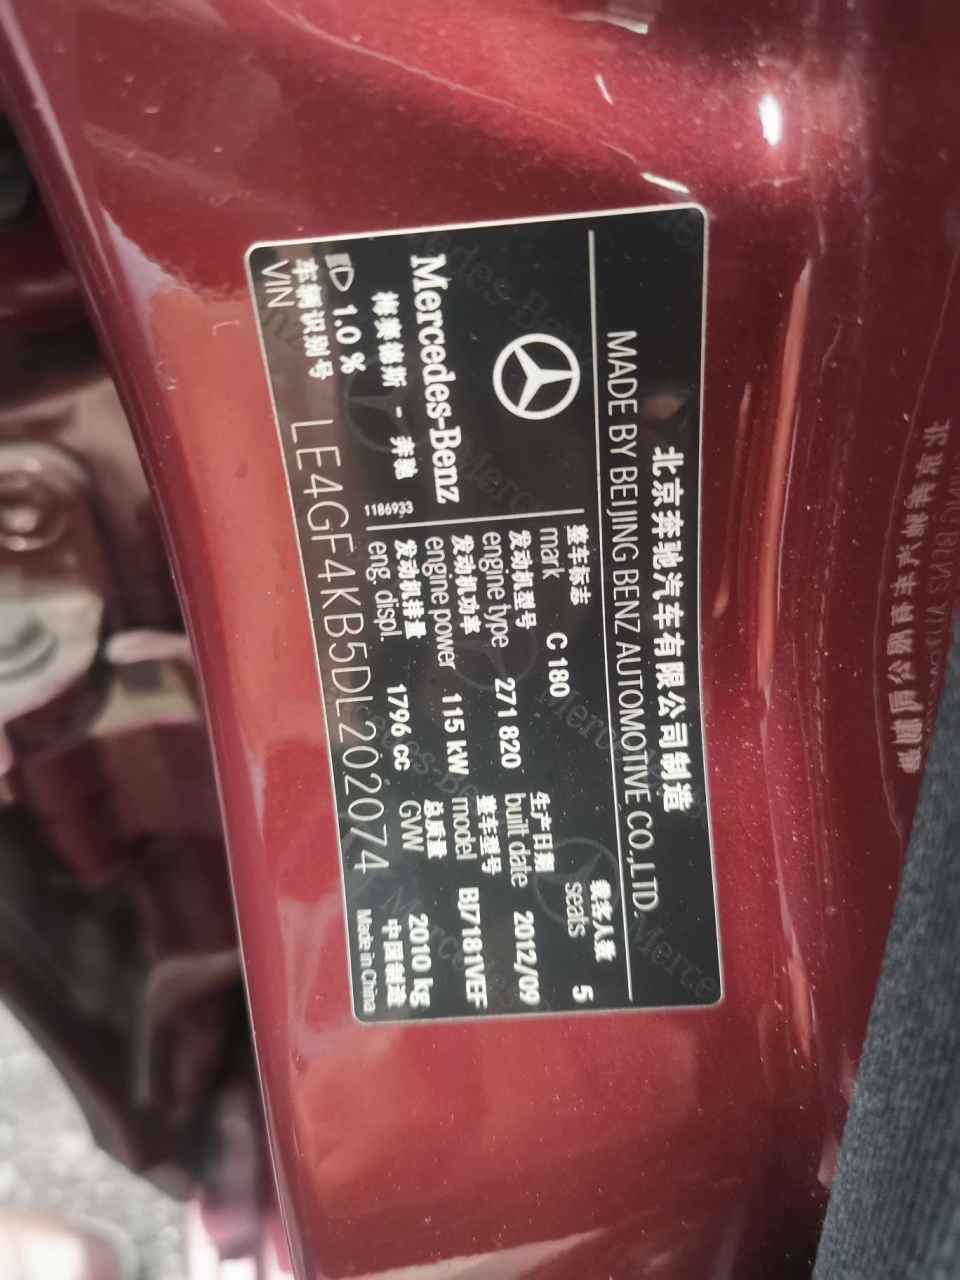 北京奔驰汽车有限公司制造
MADE BY BEIJING BENZ AUTOMOTIVE CO.,LTD.
整车标志 mark C 180
载客人数 seats 5
发动机型号 engine type 271 820
生产日期 built date 2012/09
Mercedes-Benz
发动机功率 engine power 115 kW
整车型号 model BJ7181VEF
梅赛德斯 - 奔驰
1186933
发动机排量 eng. displ. 1796 cc
总质量 GVW 2010 kg
1.0 %
中国制造
Made in China
车辆识别号
VIN LE4GF4KB5DL202074